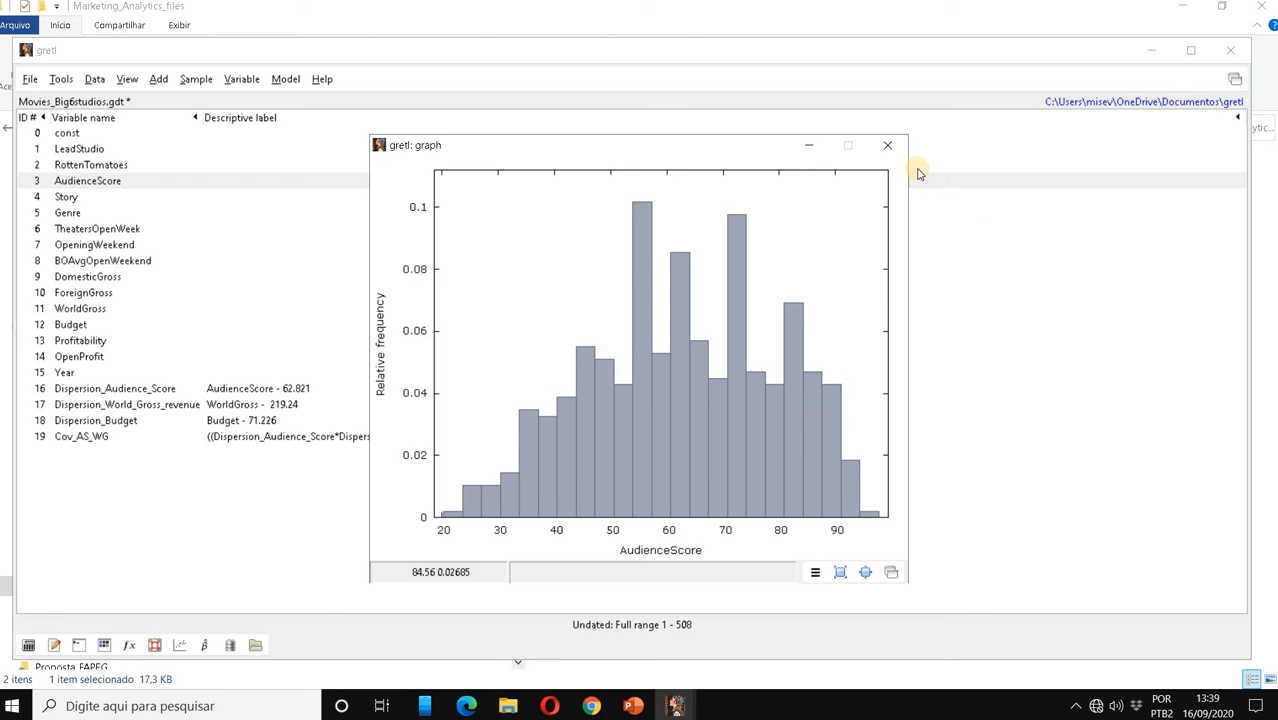 Marketing_Analytics_files
Arquivo Início Compartilhar Exibir
gretl
File Tools Data View Add Sample Variable Model Help
Movies_Big6studios.gdt * C:\Users\misev\OneDrive\Documentos\gretl
ID # Variable name Descriptive label
0 const
1 LeadStudio
2 RottenTomatoes
3 AudienceScore
4 Story
5 Genre
6 TheatersOpenWeek
7 OpeningWeekend
8 BOAvgOpenWeekend
9 DomesticGross
10 ForeignGross
11 WorldGross
12 Budget
13 Profitability
14 OpenProfit
15 Year
16 Dispersion_Audience_Score AudienceScore - 62.821
17 Dispersion_World_Gross_revenue WorldGross - 219.24
18 Dispersion_Budget Budget - 71.226
19 Cov_AS_WG ((Dispersion_Audience_Score*Dispers
gretl: graph
0.1
0.08
0.06
0.04
0.02
0
Relative frequency
20 30 40 50 60 70 80 90
AudienceScore
84.56 0.02685
Undated: Full range 1 - 508
fx β
Proposta FAPEG
2 itens 1 item selecionado 17,3 KB
Digite aqui para pesquisar
POR
PTB2
13:39
16/09/2020